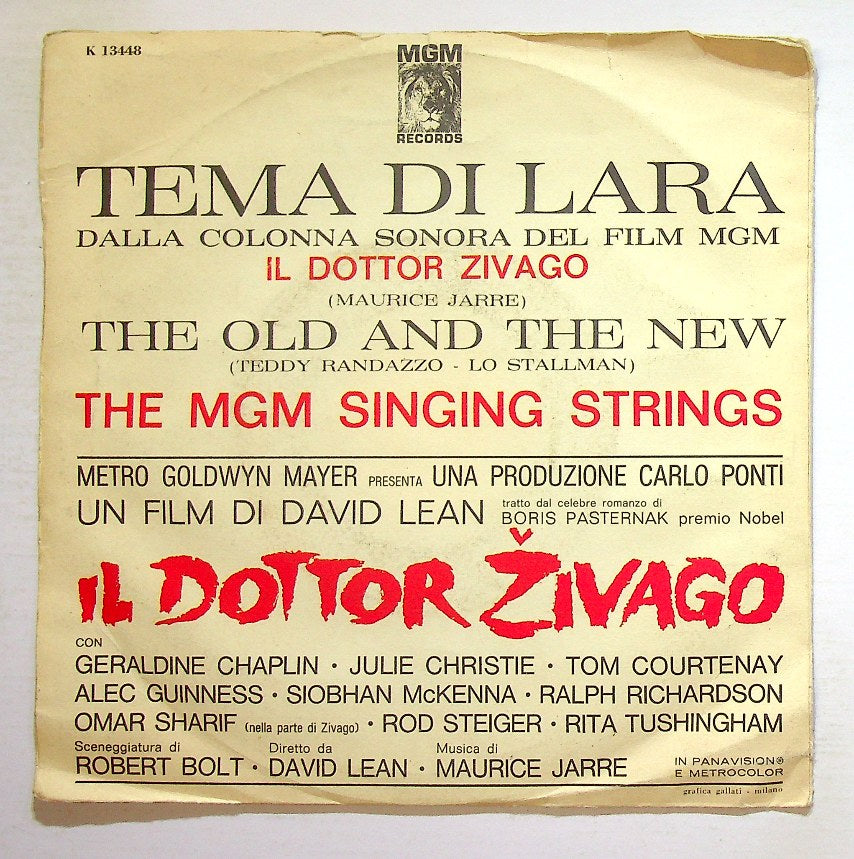 K 13448
MGM
RECORDS
TEMA DI LARA
DALLA COLONNA SONORA DEL FILM MGM
IL DOTTOR ZIVAGO
(MAURICE JARRE)
THE OLD AND THE NEW
(TEDDY RANDAZZO - LO STALLMAN)
THE MGM SINGING STRINGS
METRO GOLDWYN MAYER PRESENTA UNA PRODUZIONE CARLO PONTI
UN FILM DI DAVID LEAN tratto dal celebre romanzo di
BORIS PASTERNAK premio Nobel
IL DOTTOR ŽIVAGO
CON
GERALDINE CHAPLIN · JULIE CHRISTIE · TOM COURTENAY
ALEC GUINNESS · SIOBHAN McKENNA · RALPH RICHARDSON
OMAR SHARIF (nella parte di Zivago) · ROD STEIGER · RITA TUSHINGHAM
Sceneggiatura di Diretto da Musica di
ROBERT BOLT · DAVID LEAN · MAURICE JARRE
IN PANAVISION®
E METROCOLOR
grafica gallati - milano